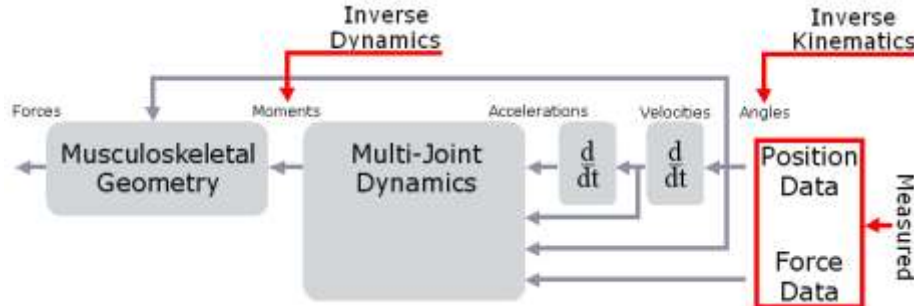 Inverse
Dynamics
Inverse
Kinematics
Forces
Moments
Accelerations
Velocities
Angles
Musculoskeletal
Geometry
Multi-Joint
Dynamics
d
dt
d
dt
Position
Data
Force
Data
Measured